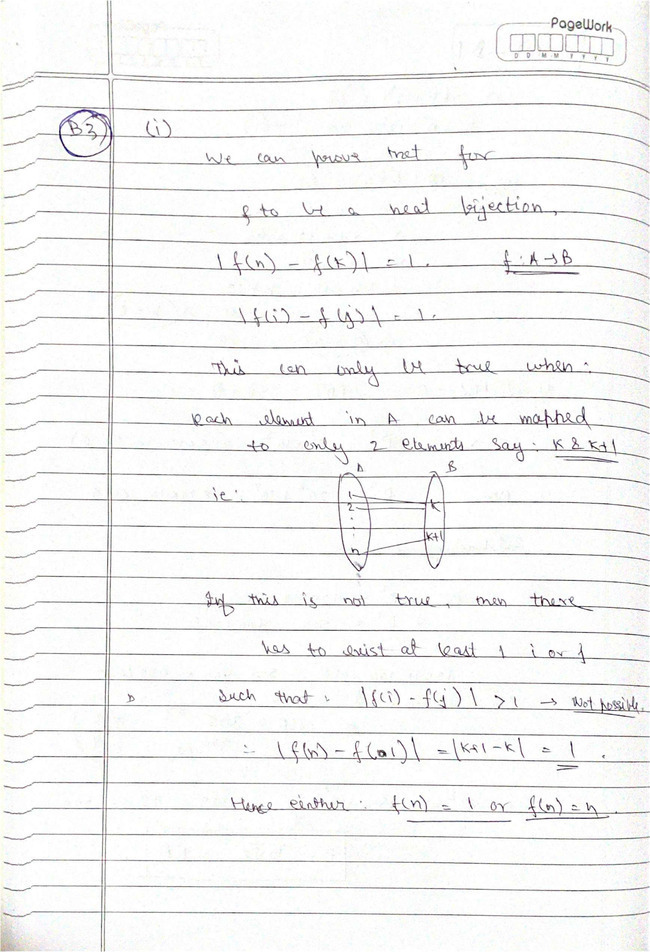 PageWork
D D M M Y Y Y Y
B3) (i)
We can prove that for
f to be a neat bijection,
|f(n) - f(k)| = 1. f: A→B
|f(i) - f(j)| = 1.
This can only be true when:
Each element in A can be mapped
to only 2 elements say: K & K+1
A B
ie:
1
2 K
K+1
n
If this is not true, then there
has to exist at least 1 i or j
such that: |f(i) - f(j)| > 1 → Not possible.
∴ |f(n) - f(1)| = |K+1-K| = 1.
Hence einther: f(n) = 1 or f(n) = n.